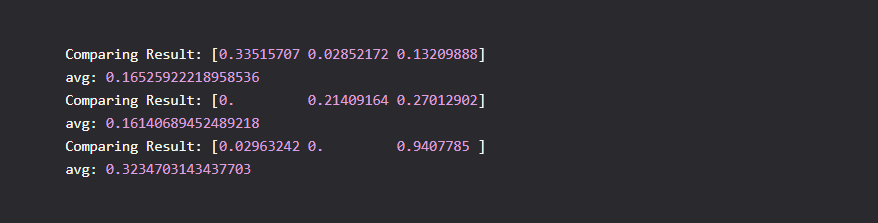 Comparing Result: [0.33515707 0.02852172 0.13209888]
avg: 0.16525922218958536
Comparing Result: [0.         0.21409164 0.27012902]
avg: 0.16140689452489218
Comparing Result: [0.02963242 0.         0.9407785 ]
avg: 0.3234703143437703